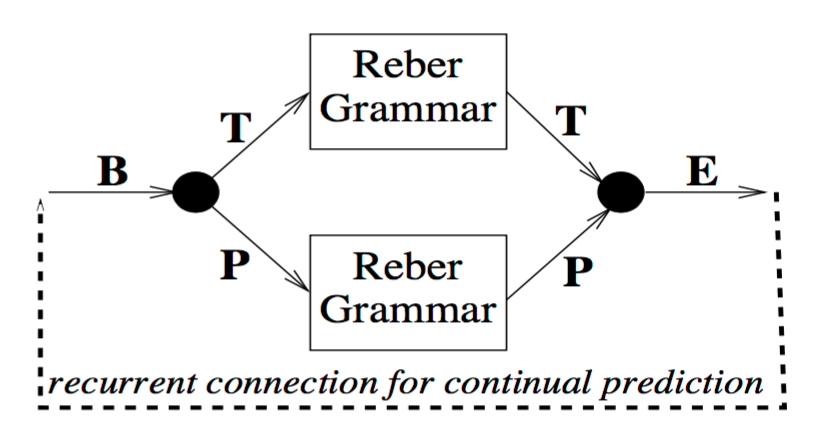 Reber
Grammar
T
T
B
E
P
P
Reber
Grammar
recurrent connection for continual prediction